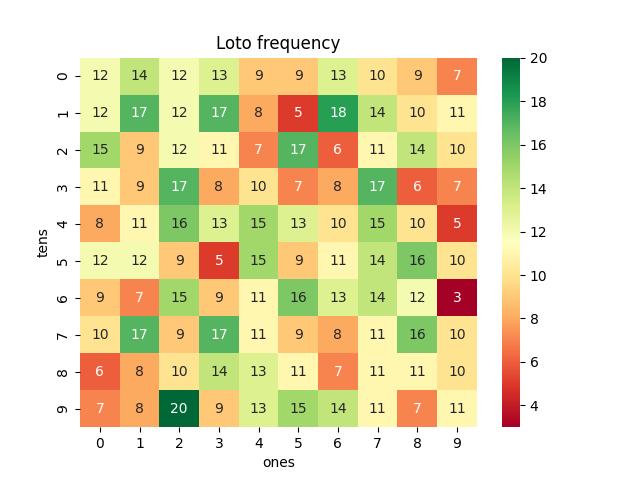 Loto frequency
tens
0 12 14 12 13 9 9 13 10 9 7
1 12 17 12 17 8 5 18 14 10 11
2 15 9 12 11 7 17 6 11 14 10
3 11 9 17 8 10 7 8 17 6 7
4 8 11 16 13 15 13 10 15 10 5
5 12 12 9 5 15 9 11 14 16 10
6 9 7 15 9 11 16 13 14 12 3
7 10 17 9 17 11 9 8 11 16 10
8 6 8 10 14 13 11 7 11 11 10
9 7 8 20 9 13 15 14 11 7 11
0 1 2 3 4 5 6 7 8 9
ones
20
18
16
14
12
10
8
6
4